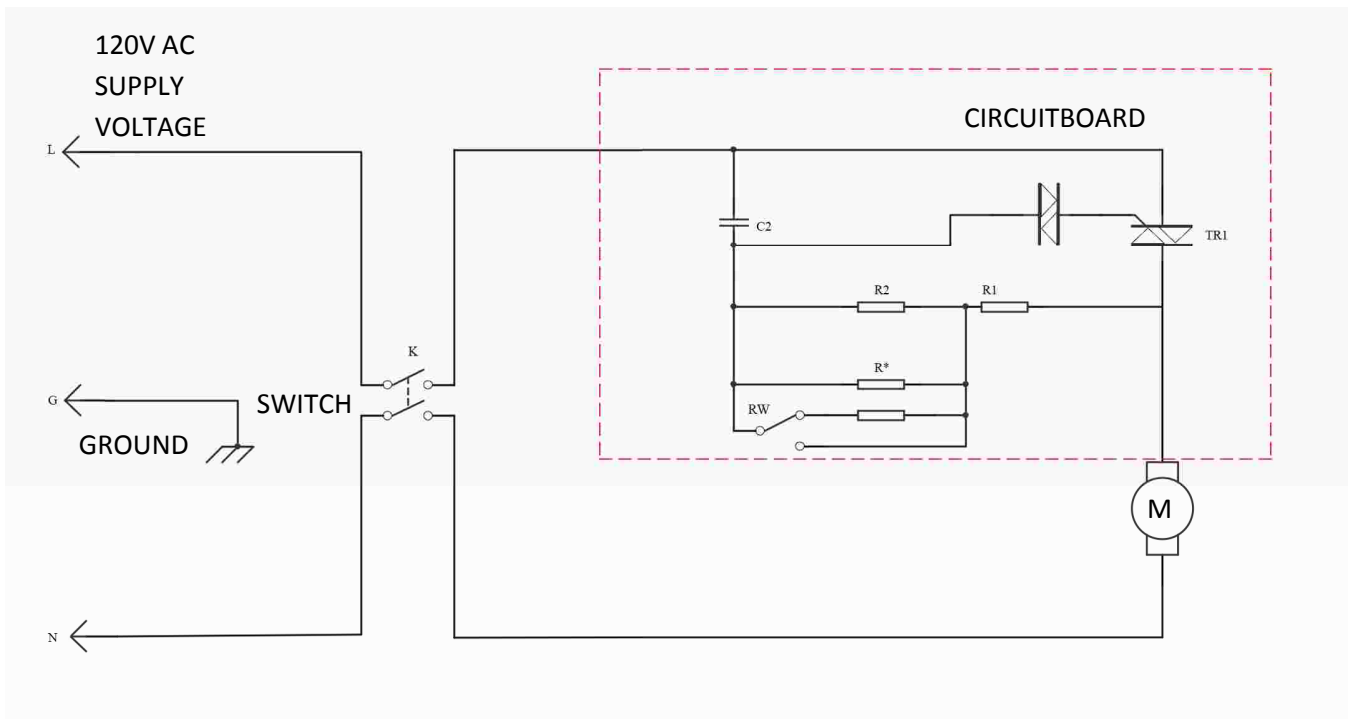 120V AC
SUPPLY
VOLTAGE
CIRCUITBOARD
L
C2
TR1
R2
R1
K
R*
G
SWITCH
RW
GROUND
M
N